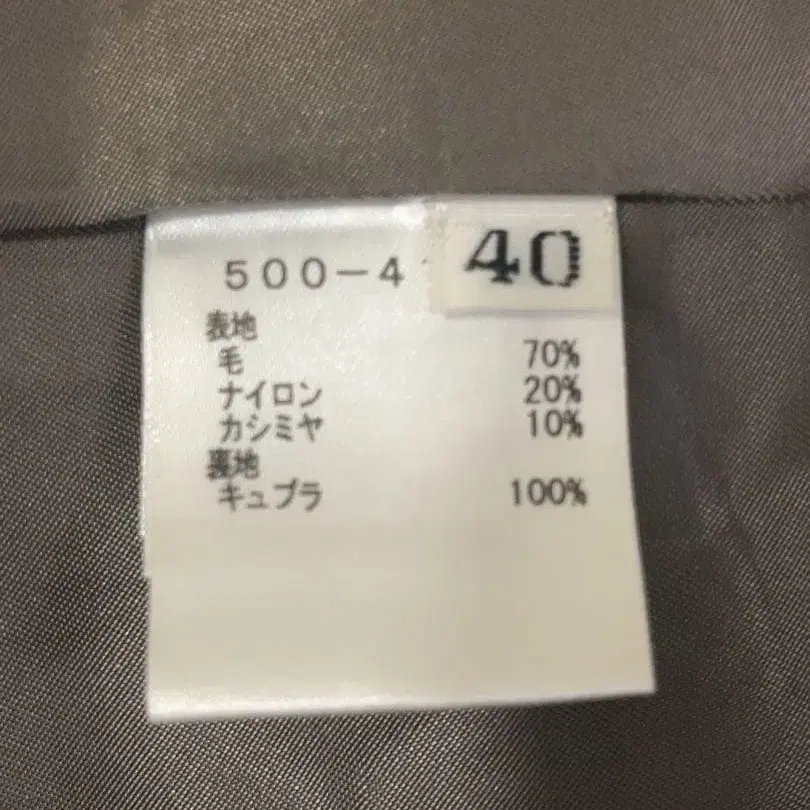 500-4
40
表地
毛 70%
ナイロン 20%
カシミヤ 10%
裏地
キュプラ 100%